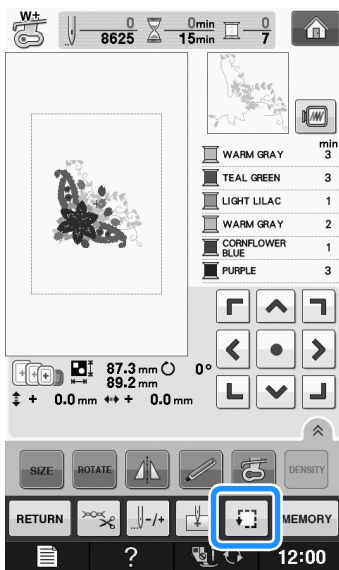 W+
0 0min 0
8625 15min 7
min
WARM GRAY 3
TEAL GREEN 3
LIGHT LILAC 1
WARM GRAY 2
CORNFLOWER BLUE 1
PURPLE 3
87.3 mm 0°
89.2 mm
+ 0.0 mm + 0.0 mm
SIZE ROTATE DENSITY
RETURN -/+ MEMORY
? 12:00